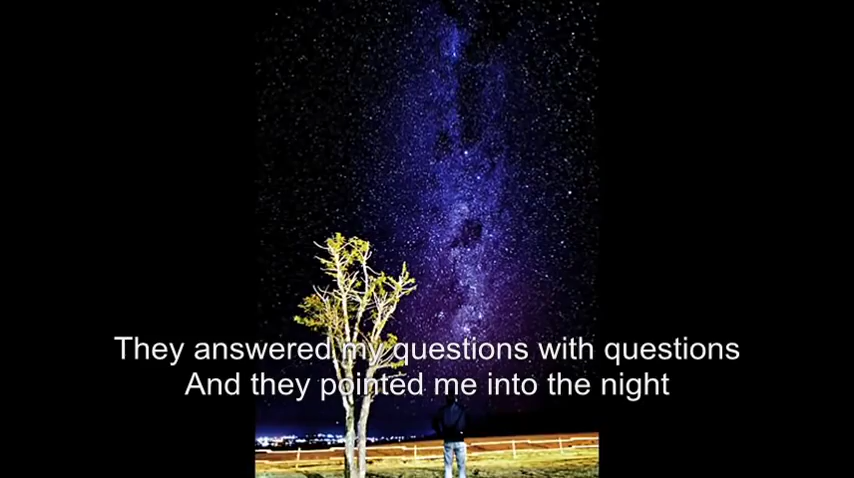 They answered my questions with questions
And they pointed me into the night